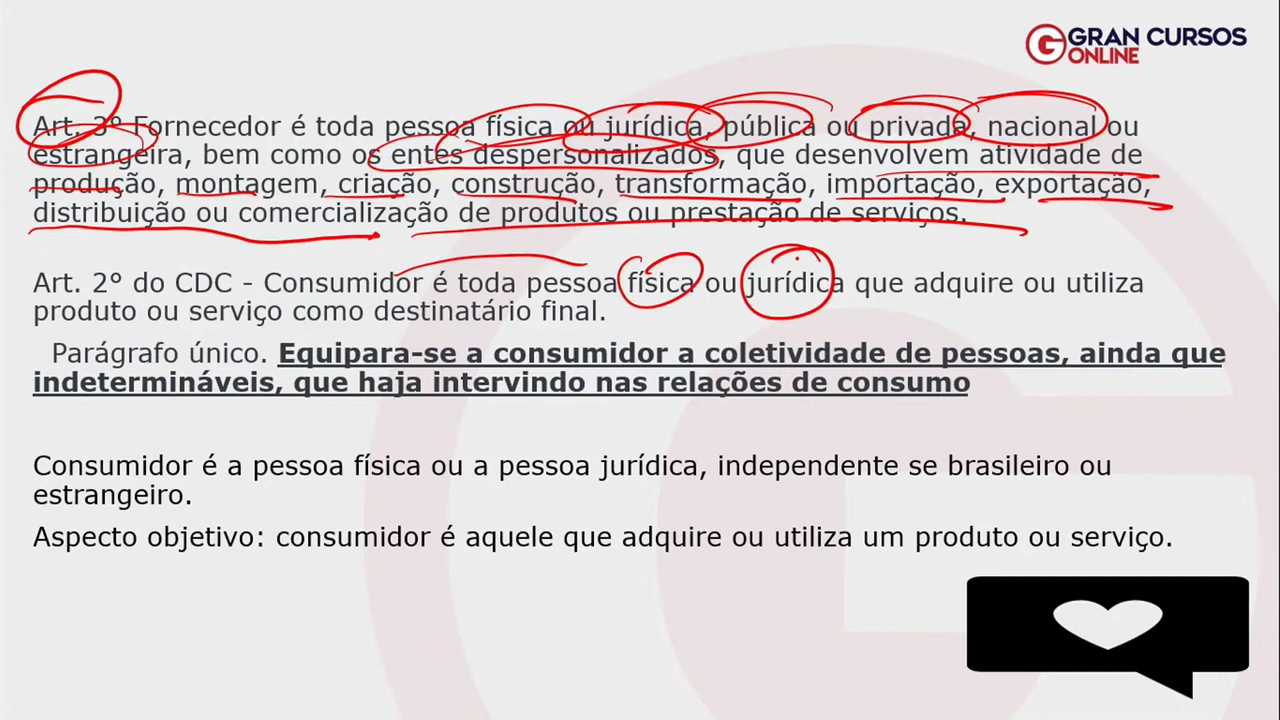 GRAN CURSOS
ONLINE
Art. 3º Fornecedor é toda pessoa física ou jurídica, pública ou privada, nacional ou
estrangeira, bem como os entes despersonalizados, que desenvolvem atividade de
produção, montagem, criação, construção, transformação, importação, exportação,
distribuição ou comercialização de produtos ou prestação de serviços.
Art. 2° do CDC - Consumidor é toda pessoa física ou jurídica que adquire ou utiliza
produto ou serviço como destinatário final.
Parágrafo único. Equipara-se a consumidor a coletividade de pessoas, ainda que
indetermináveis, que haja intervindo nas relações de consumo
Consumidor é a pessoa física ou a pessoa jurídica, independente se brasileiro ou
estrangeiro.
Aspecto objetivo: consumidor é aquele que adquire ou utiliza um produto ou serviço.